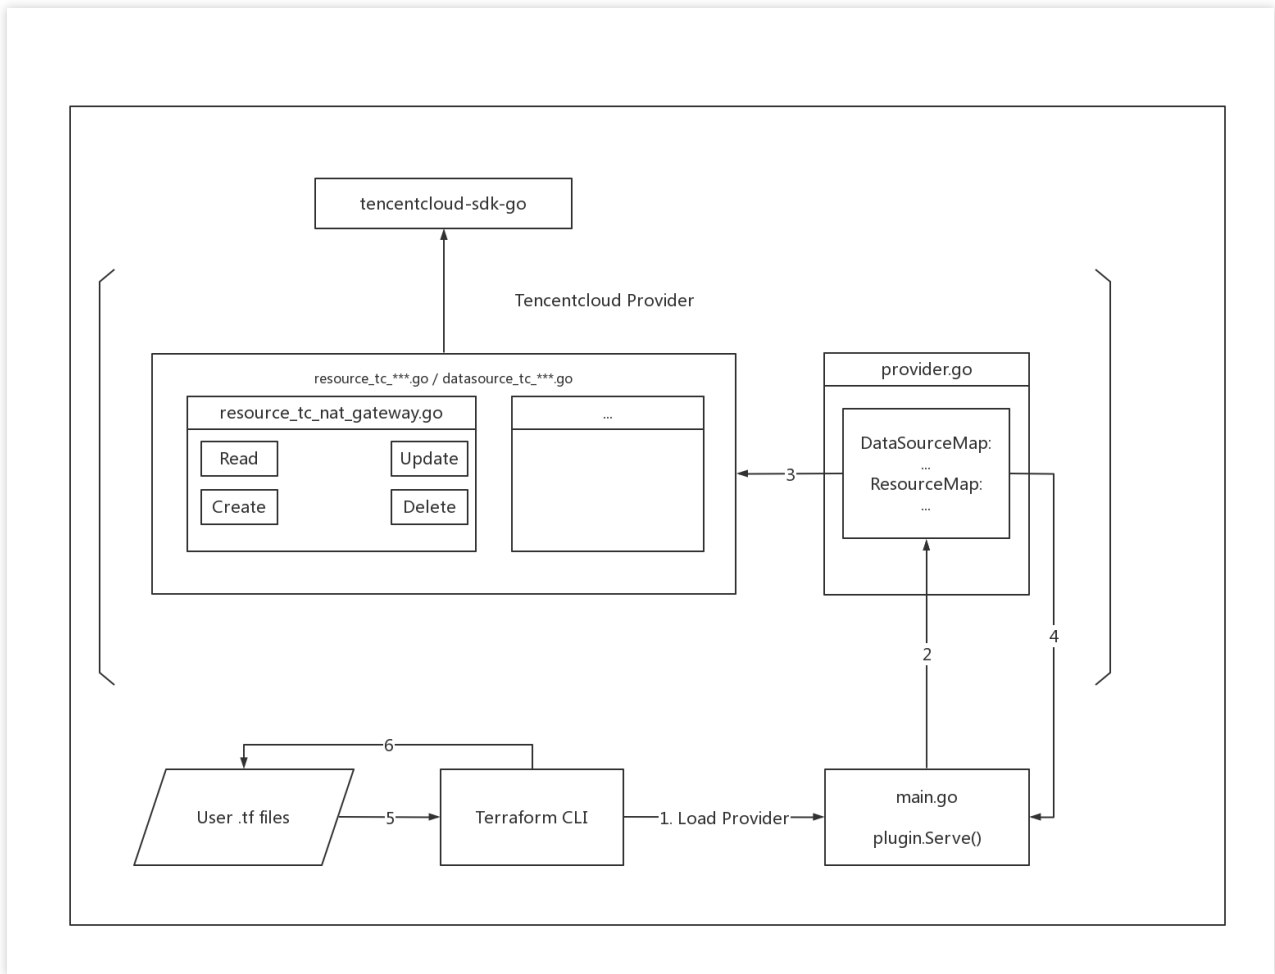 tencentcloud-sdk-go
Tencentcloud Provider
resource_tc_***.go / datasource_tc_***.go
resource_tc_nat_gateway.go
Read
Update
Create
Delete
...
provider.go
DataSourceMap:
...
ResourceMap:
...
3
4
2
6
User .tf files
5
Terraform CLI
1. Load Provider
main.go
plugin.Serve()